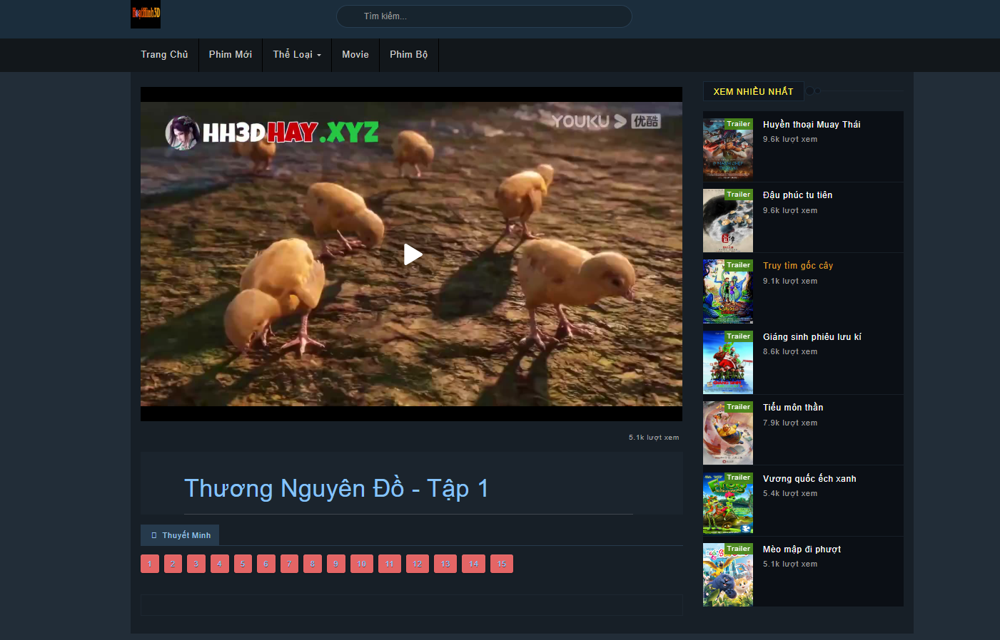 HoạtHình3D
Tìm kiếm...
Trang Chủ
Phim Mới
Thể Loại
Movie
Phim Bộ
HH3DHAY.XYZ
YOUKU 优酷
5.1k lượt xem
Thương Nguyên Đồ - Tập 1
Thuyết Minh
1 2 3 4 5 6 7 8 9 10 11 12 13 14 15
XEM NHIỀU NHẤT
Trailer
Huyền thoại Muay Thái
9.6k lượt xem
Trailer
Đậu phúc tu tiên
9.6k lượt xem
Trailer
Truy tìm gốc cây
9.1k lượt xem
Trailer
Giáng sinh phiêu lưu kí
8.6k lượt xem
Trailer
Tiểu môn thần
7.9k lượt xem
Trailer
Vương quốc ếch xanh
5.4k lượt xem
Trailer
Mèo mập đi phượt
5.1k lượt xem